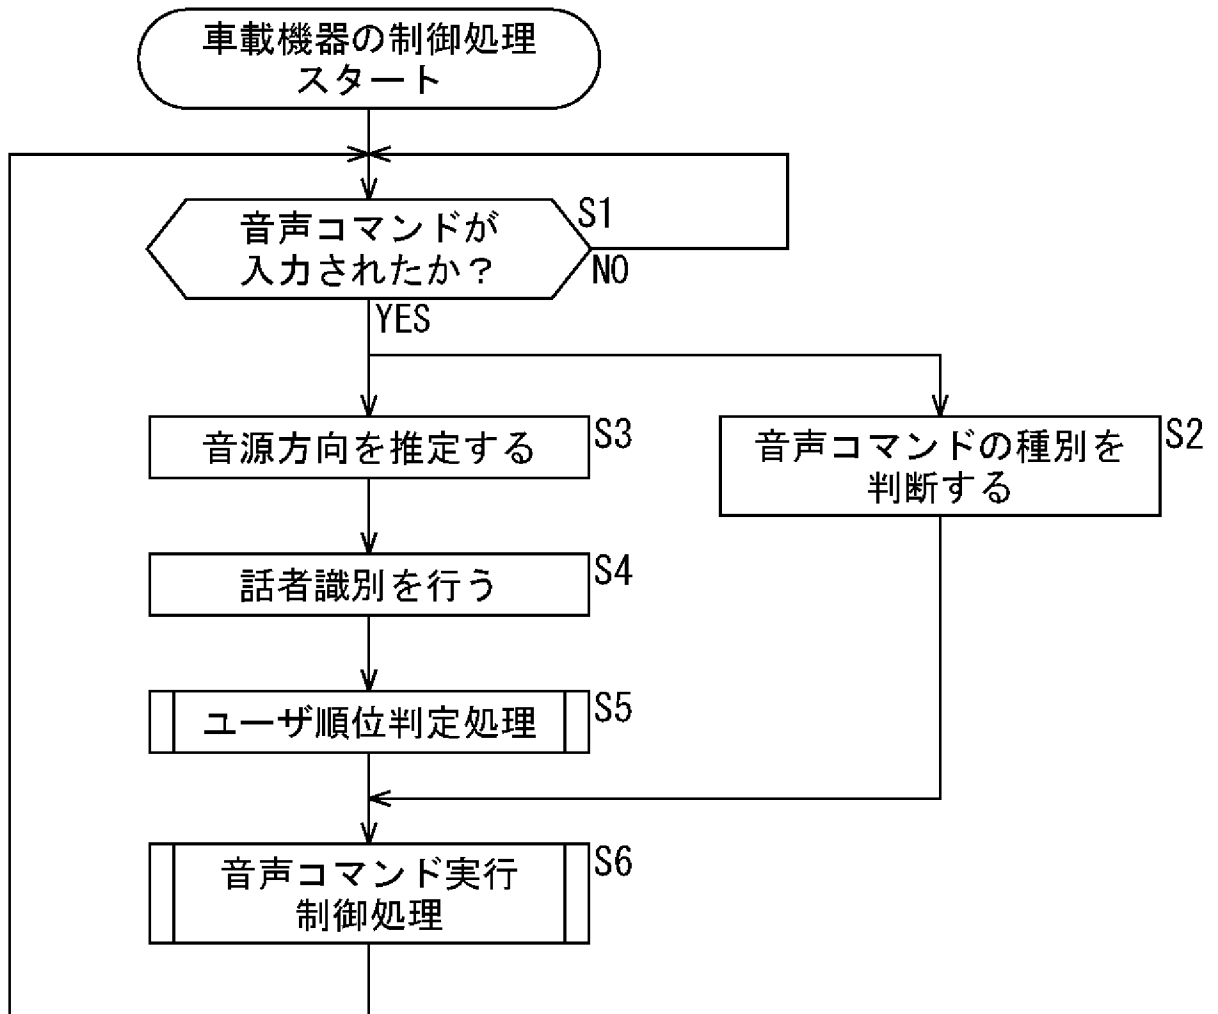 車載機器の制御処理
スタート
音声コマンドが
入力されたか？
S1
NO
YES
音源方向を推定する
S3
音声コマンドの種別を
判断する
S2
話者識別を行う
S4
ユーザ順位判定処理
S5
音声コマンド実行
制御処理
S6